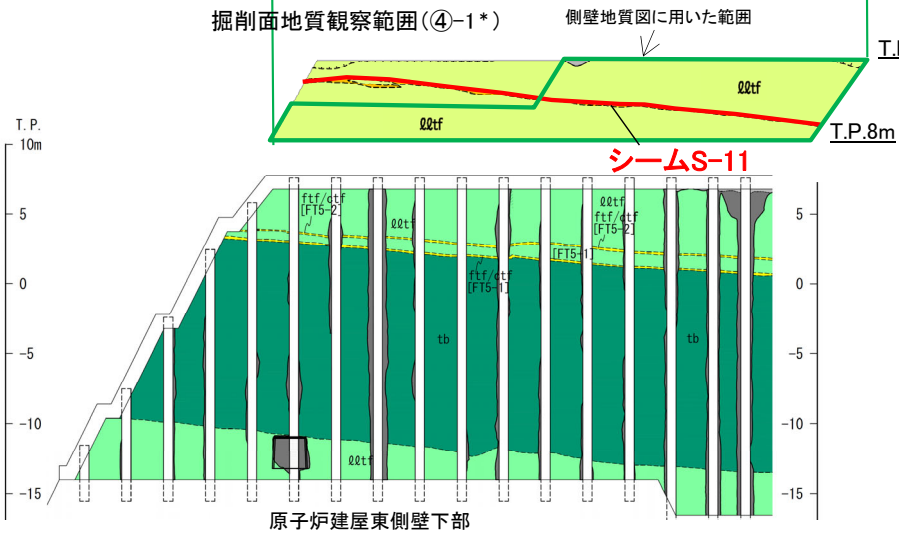 掘削面地質観察範囲(④-1*)
側壁地質図に用いた範囲
ℓℓtf
ℓℓtf
T.P.8m
シームS-11
T.P.
10m
5
0
-5
-10
-15
ftf/ctf
[FT5-2]
ℓℓtf
ℓℓtf
ftf/ctf
[FT5-2]
[FT5-1]
ftf/ctf
[FT5-1]
tb
tb
ℓℓtf
5
0
-5
-10
-15
原子炉建屋東側壁下部